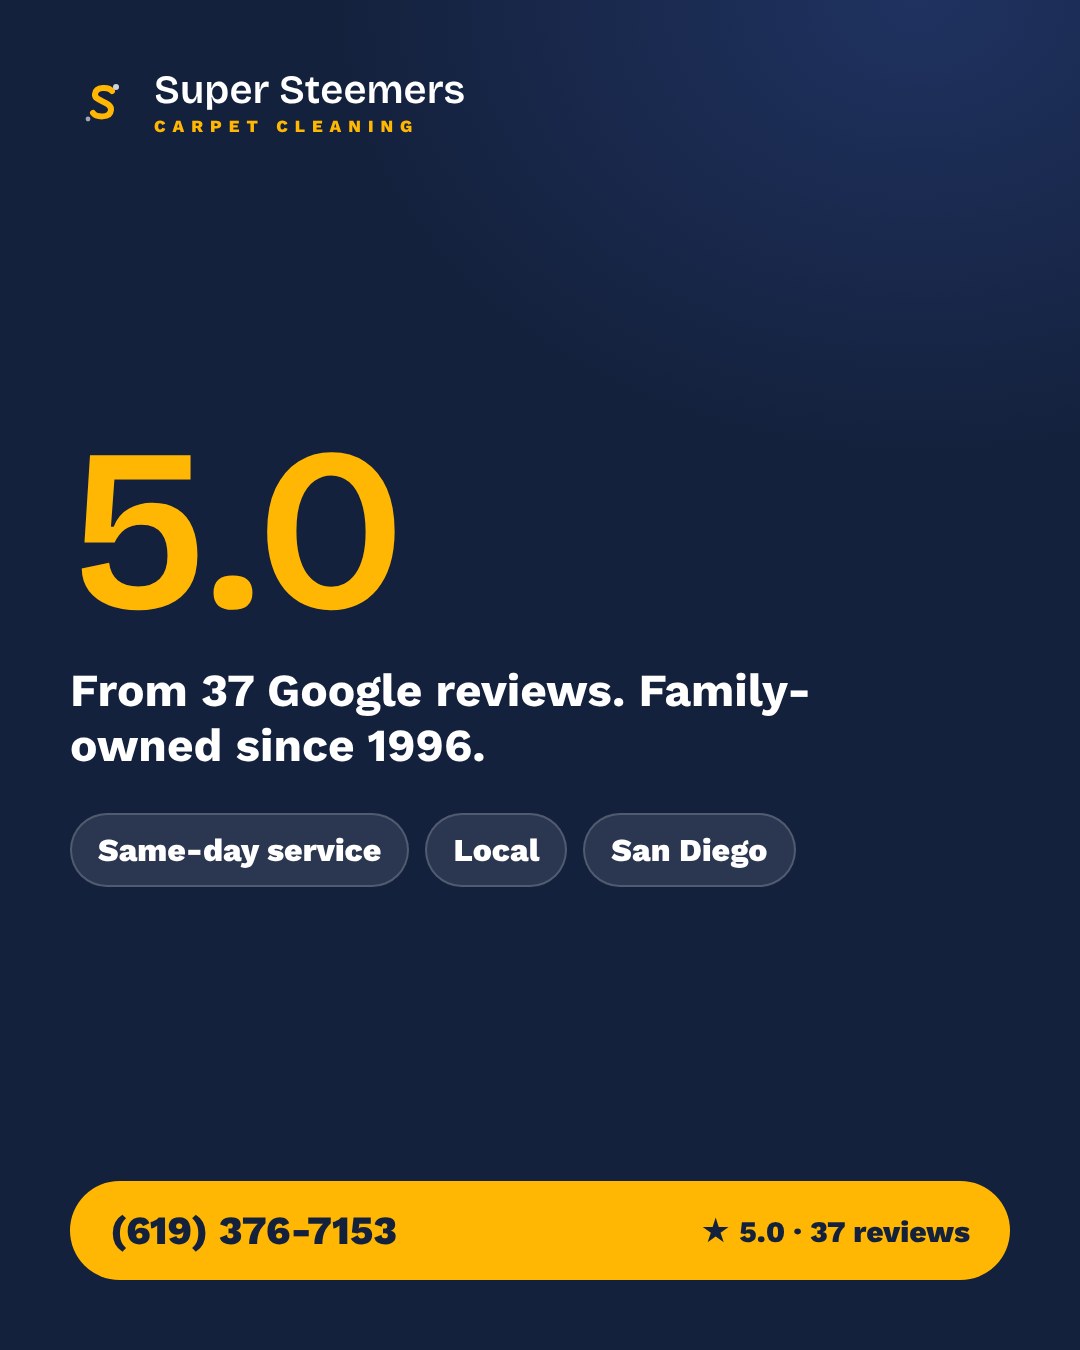 S
Super Steemers
CARPET CLEANING
5.0
From 37 Google reviews. Family-
owned since 1996.
Same-day service
Local
San Diego
(619) 376-7153
★ 5.0 · 37 reviews